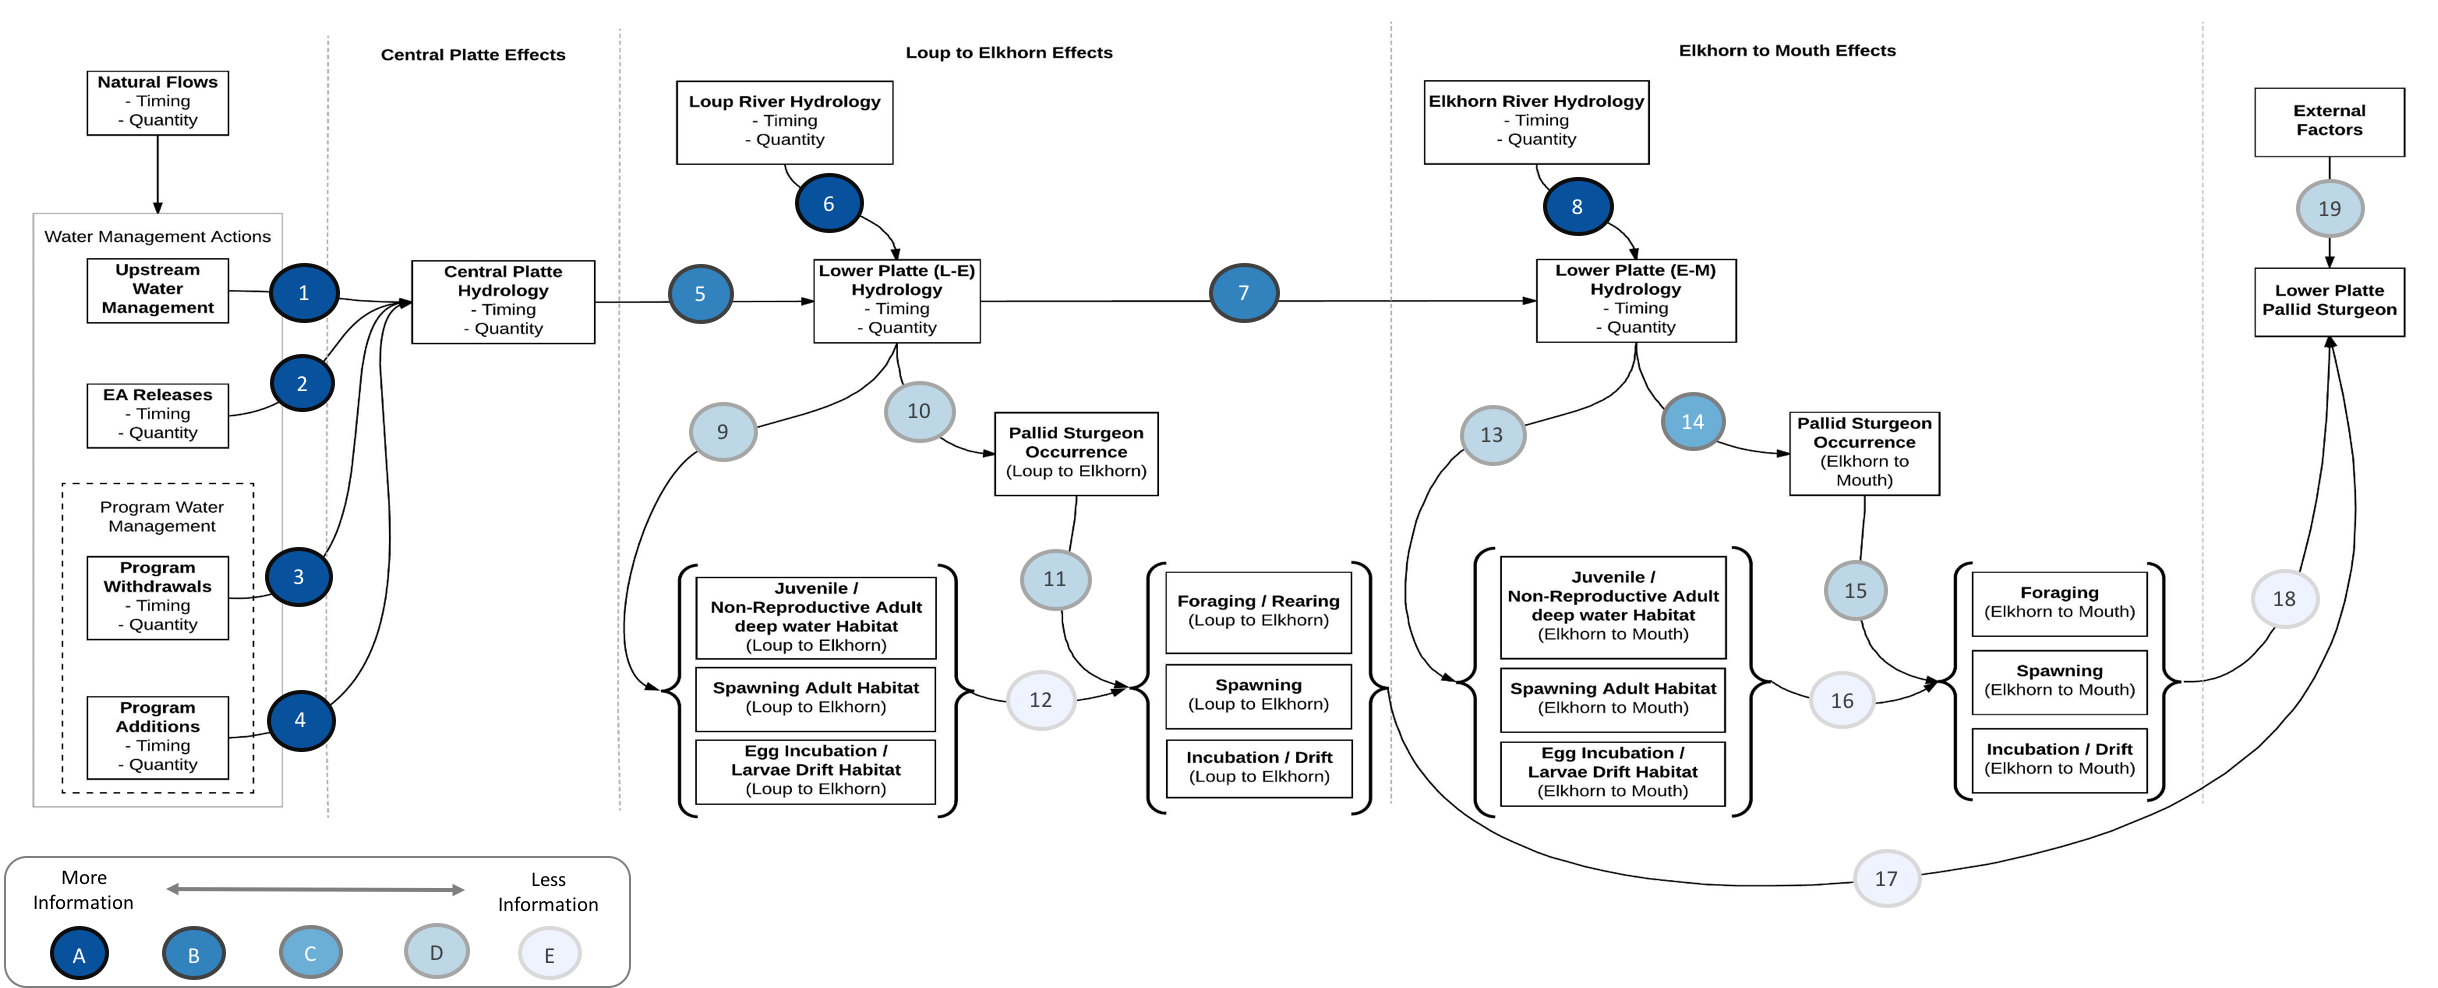 Central Platte Effects
Loup to Elkhorn Effects
Elkhorn to Mouth Effects
Natural Flows
- Timing
- Quantity
Water Management Actions
Upstream
Water
Management
EA Releases
- Timing
- Quantity
Program Water
Management
Program
Withdrawals
- Timing
- Quantity
Program
Additions
- Timing
- Quantity
1
2
3
4
Central Platte
Hydrology
- Timing
- Quantity
5
Loup River Hydrology
- Timing
- Quantity
6
Lower Platte (L-E)
Hydrology
- Timing
- Quantity
7
9
10
Pallid Sturgeon
Occurrence
(Loup to Elkhorn)
11
Juvenile /
Non-Reproductive Adult
deep water Habitat
(Loup to Elkhorn)
Spawning Adult Habitat
(Loup to Elkhorn)
Egg Incubation /
Larvae Drift Habitat
(Loup to Elkhorn)
12
Foraging / Rearing
(Loup to Elkhorn)
Spawning
(Loup to Elkhorn)
Incubation / Drift
(Loup to Elkhorn)
Elkhorn River Hydrology
- Timing
- Quantity
8
Lower Platte (E-M)
Hydrology
- Timing
- Quantity
13
14
Pallid Sturgeon
Occurrence
(Elkhorn to
Mouth)
15
Juvenile /
Non-Reproductive Adult
deep water Habitat
(Elkhorn to Mouth)
Spawning Adult Habitat
(Elkhorn to Mouth)
Egg Incubation /
Larvae Drift Habitat
(Elkhorn to Mouth)
16
Foraging
(Elkhorn to Mouth)
Spawning
(Elkhorn to Mouth)
Incubation / Drift
(Elkhorn to Mouth)
External
Factors
19
Lower Platte
Pallid Sturgeon
18
17
More
Information
Less
Information
A
B
C
D
E